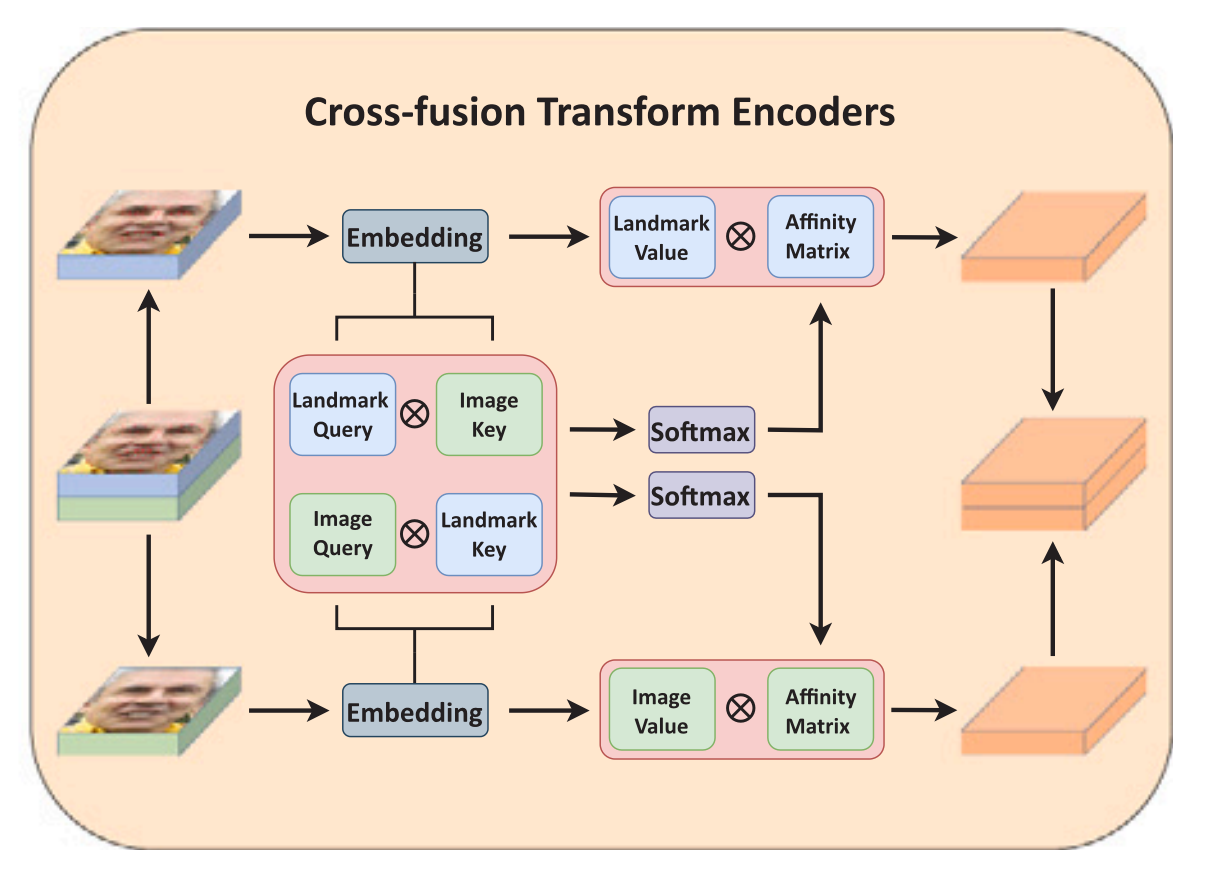 Cross-fusion Transform Encoders
Embedding
Landmark
Value
Affinity
Matrix
Landmark
Query
Image
Key
Softmax
Softmax
Image
Query
Landmark
Key
Embedding
Image
Value
Affinity
Matrix